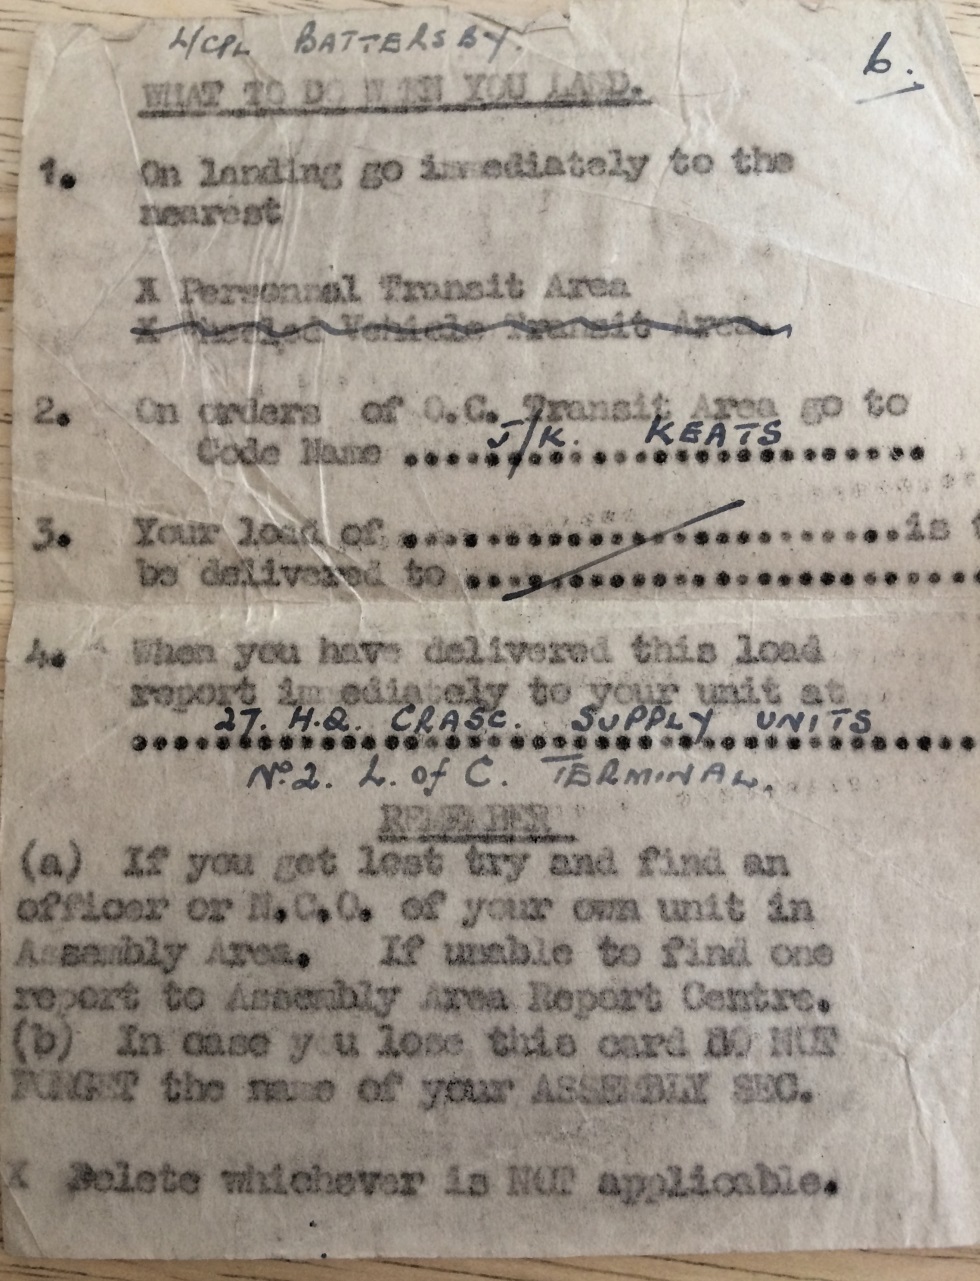 L/CPL BATTERSBY.
6.
WHAT TO DO WHEN YOU LAND.
1. On landing go immediately to the
nearest
X Personnal Transit Area
X Wheeled Vehicle Transit Area.
2. On orders of O.C. Transit Area go to
J/K. KEATS
Code Name ..............................
3. Your load of ..............................is t
be delivered to ..............................
4. When you have delivered this load
report immediately to your unit at
27. H.Q. CRASC. SUPPLY UNITS
........................................
No. 2. L. of C. TERMINAL.
REMEMBER
(a) If you get lost try and find an
officer or N.C.O. of your own unit in
Assembly Area. If unable to find one
report to Assembly Area Report Centre.
(b) In case you lose this card DO NOT
FORGET the name of your ASSEMBLY SEC.
X Delete whichever is NOT applicable.